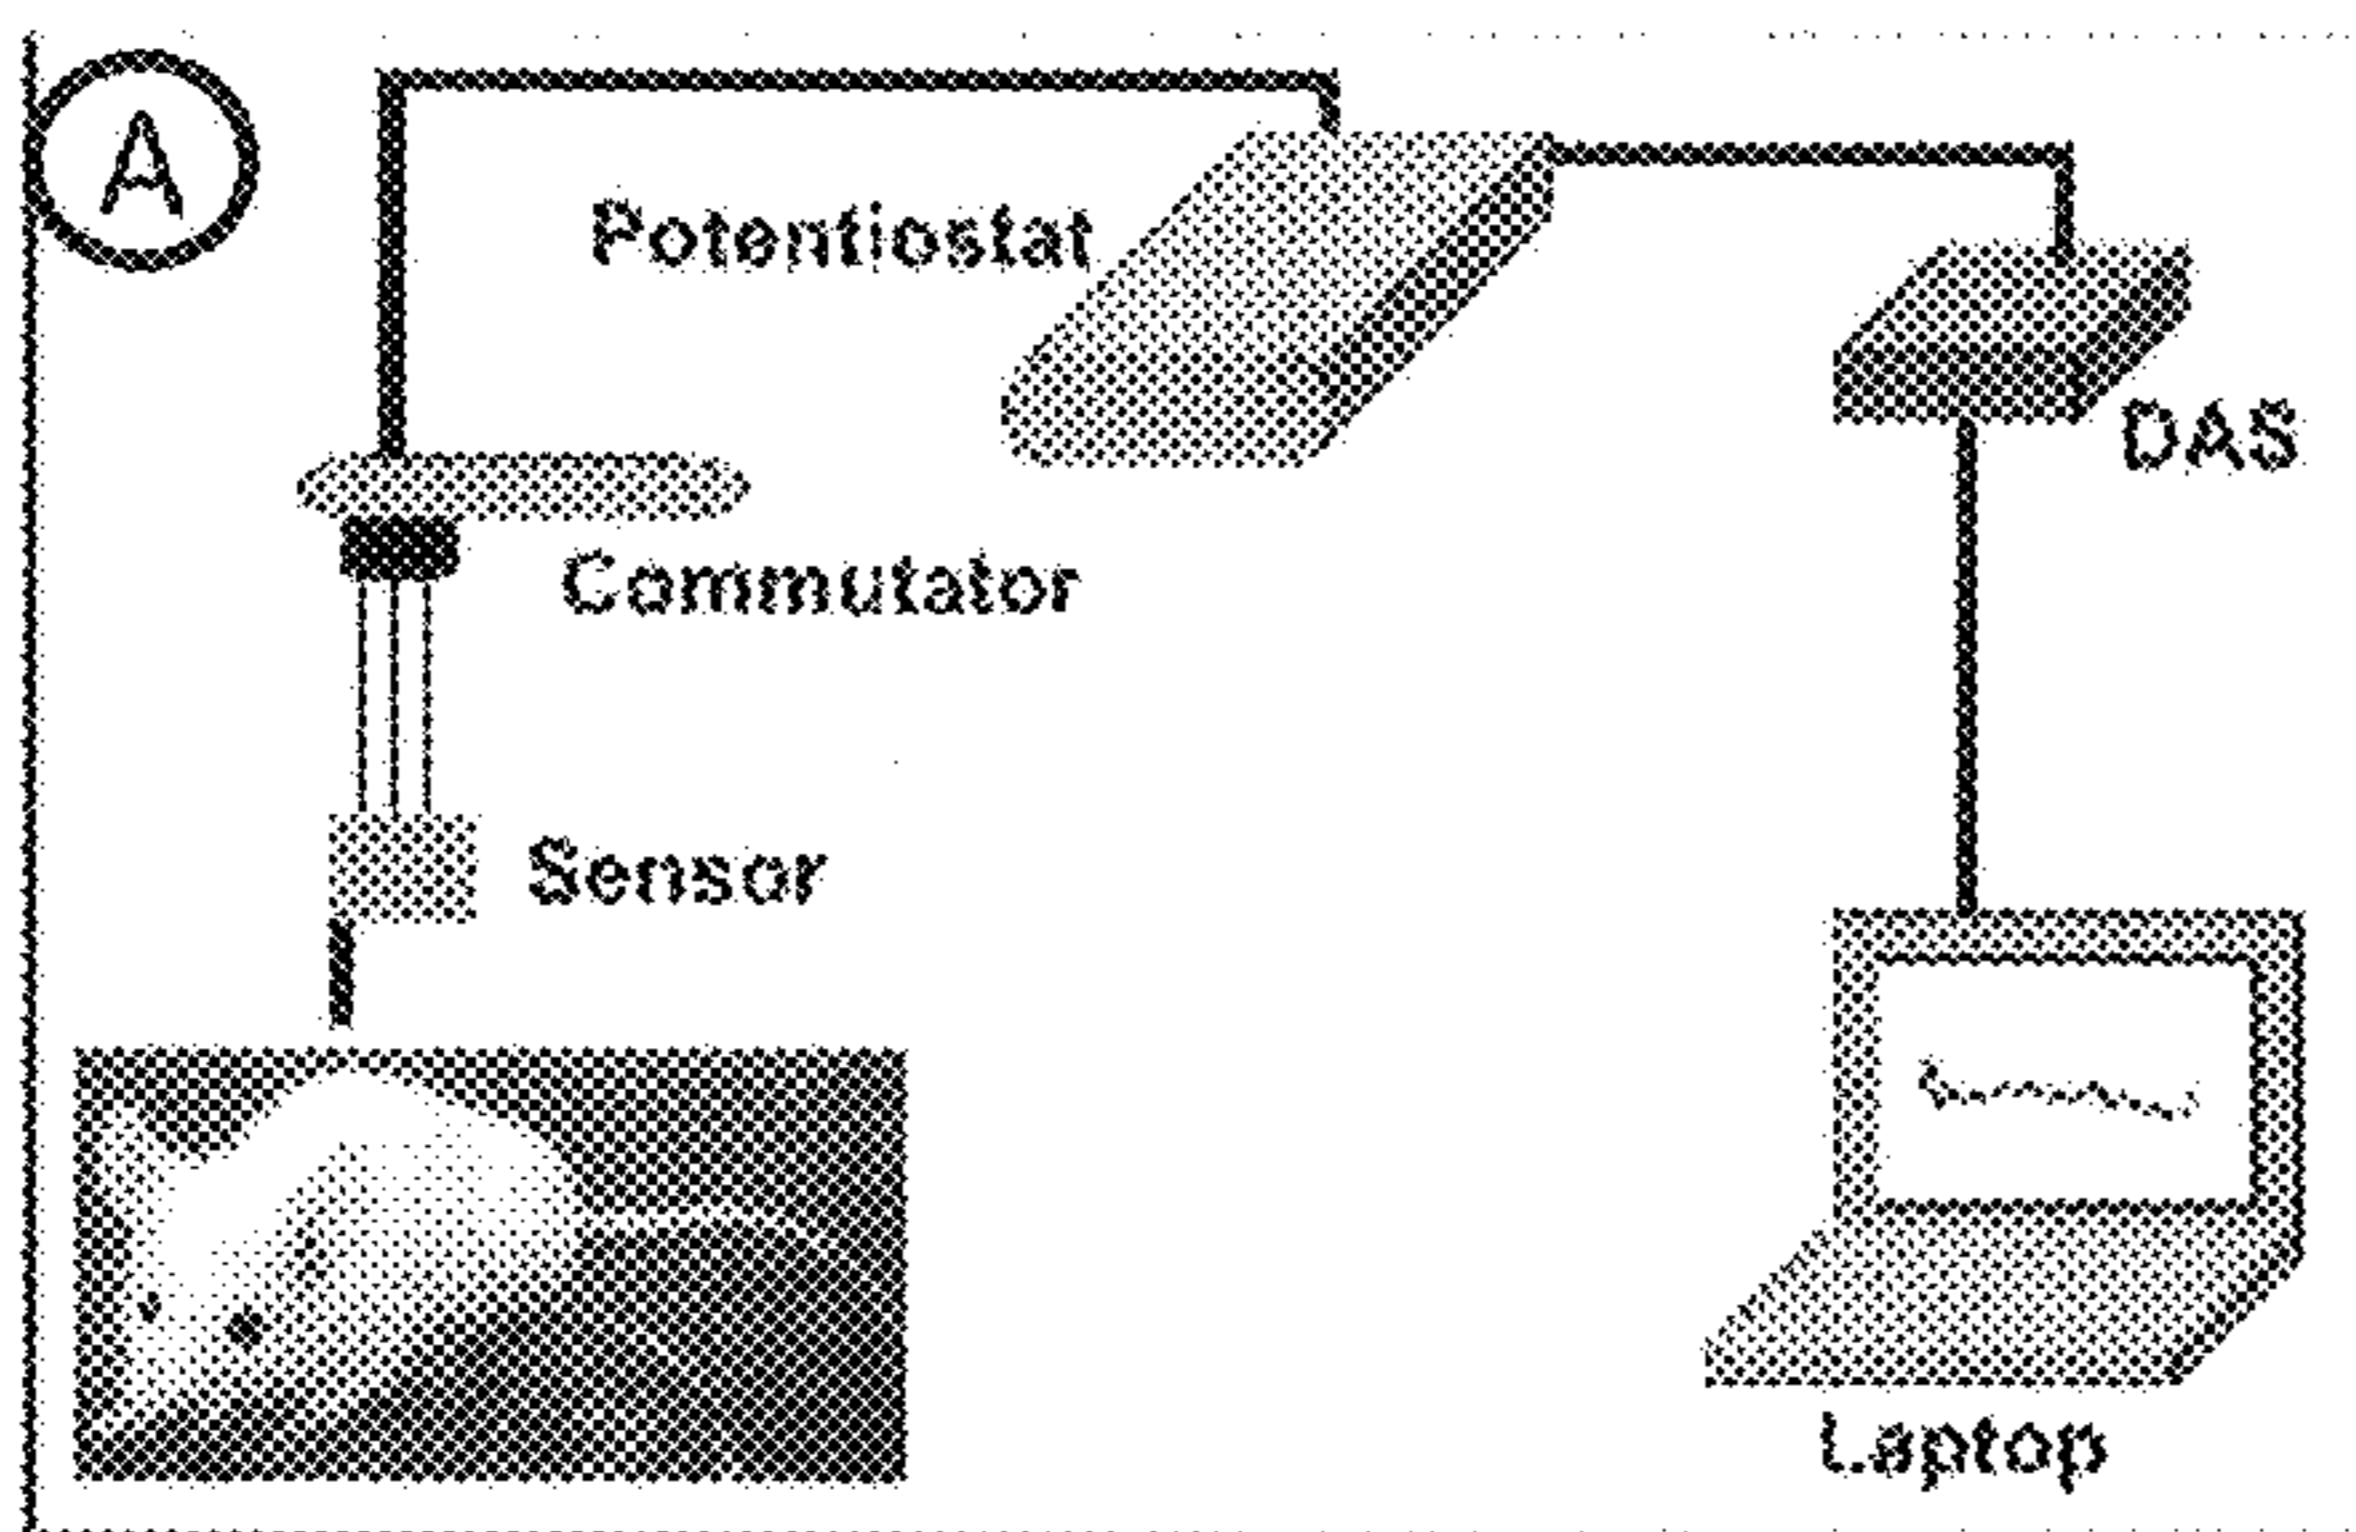 A
Potentiostat
DAS
Commutator
Sensor
Laptop